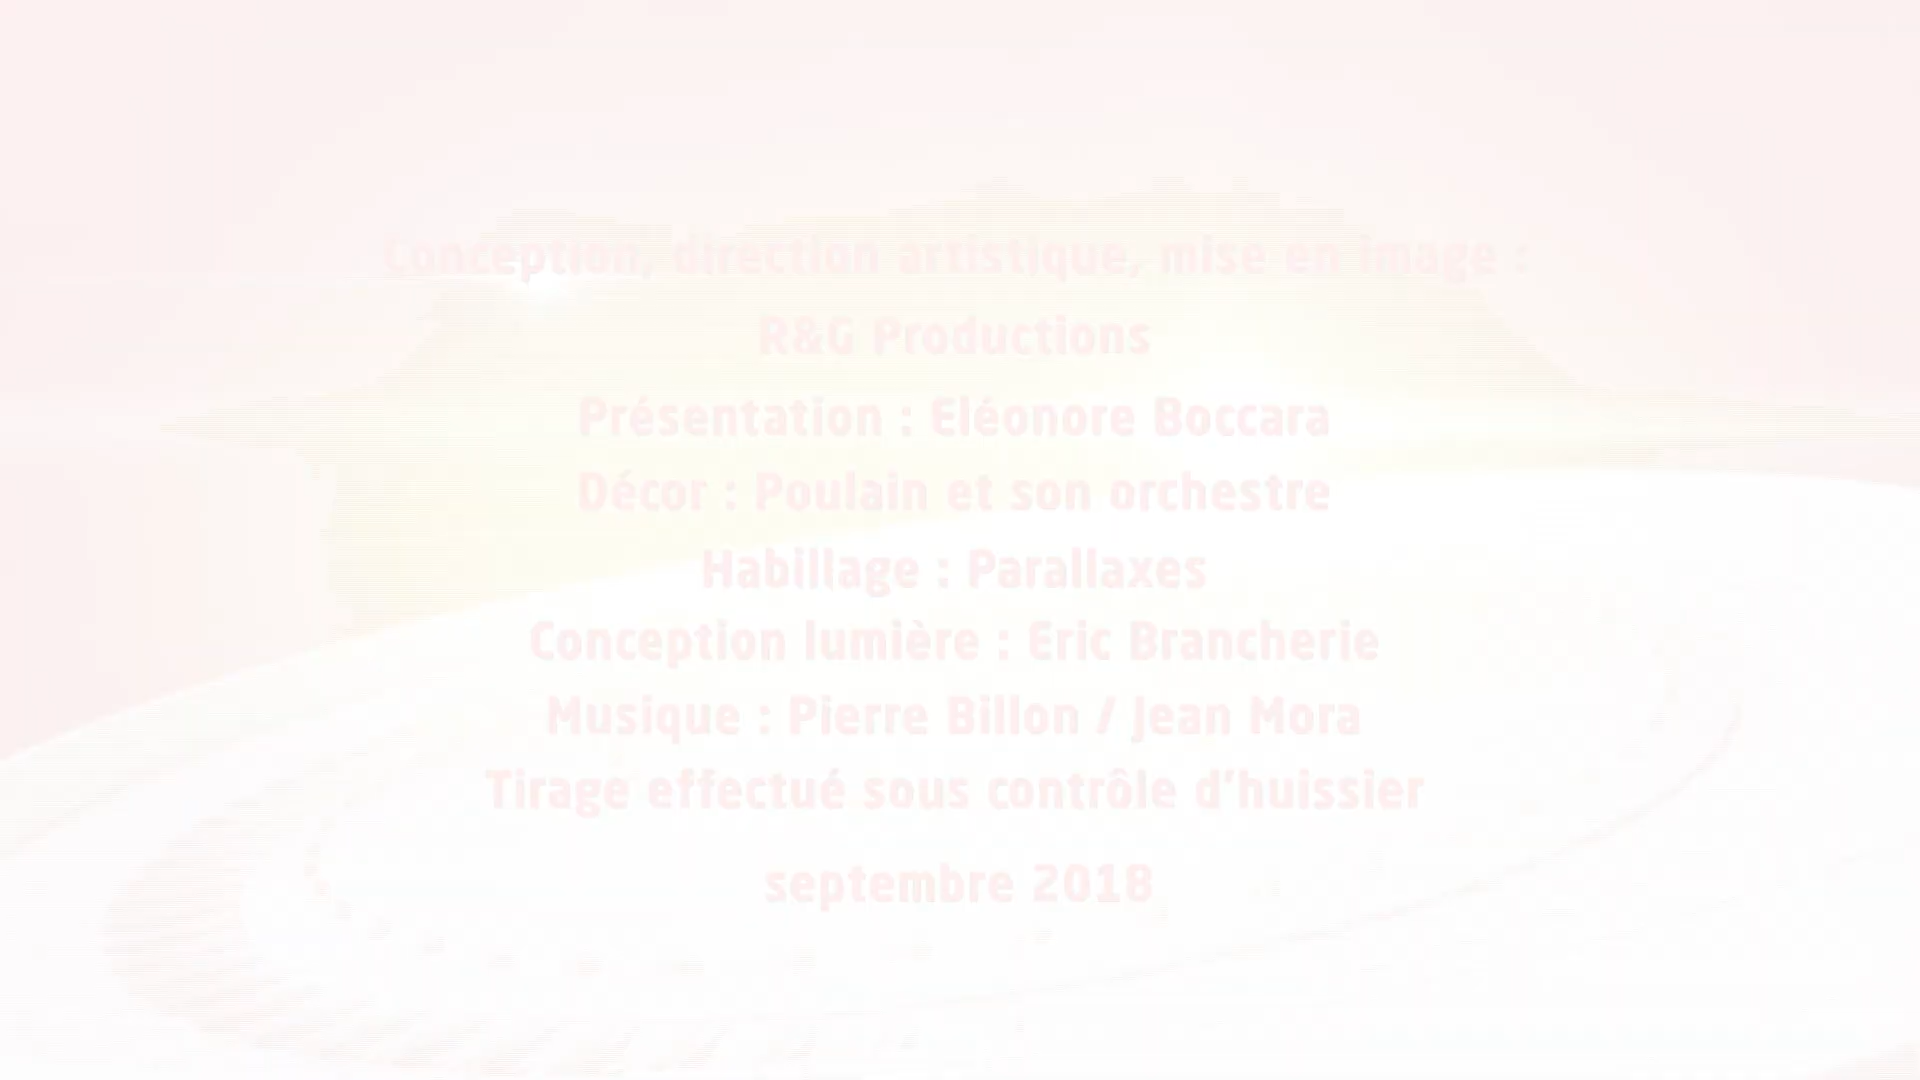 Conception, direction artistique, mise en image :
R&G Productions
Présentation : Eléonore Boccara
Décor : Poulain et son orchestre
Habillage : Parallaxes
Conception lumière : Eric Brancherie
Musique : Pierre Billon / Jean Mora
Tirage effectué sous contrôle d'huissier
septembre 2018